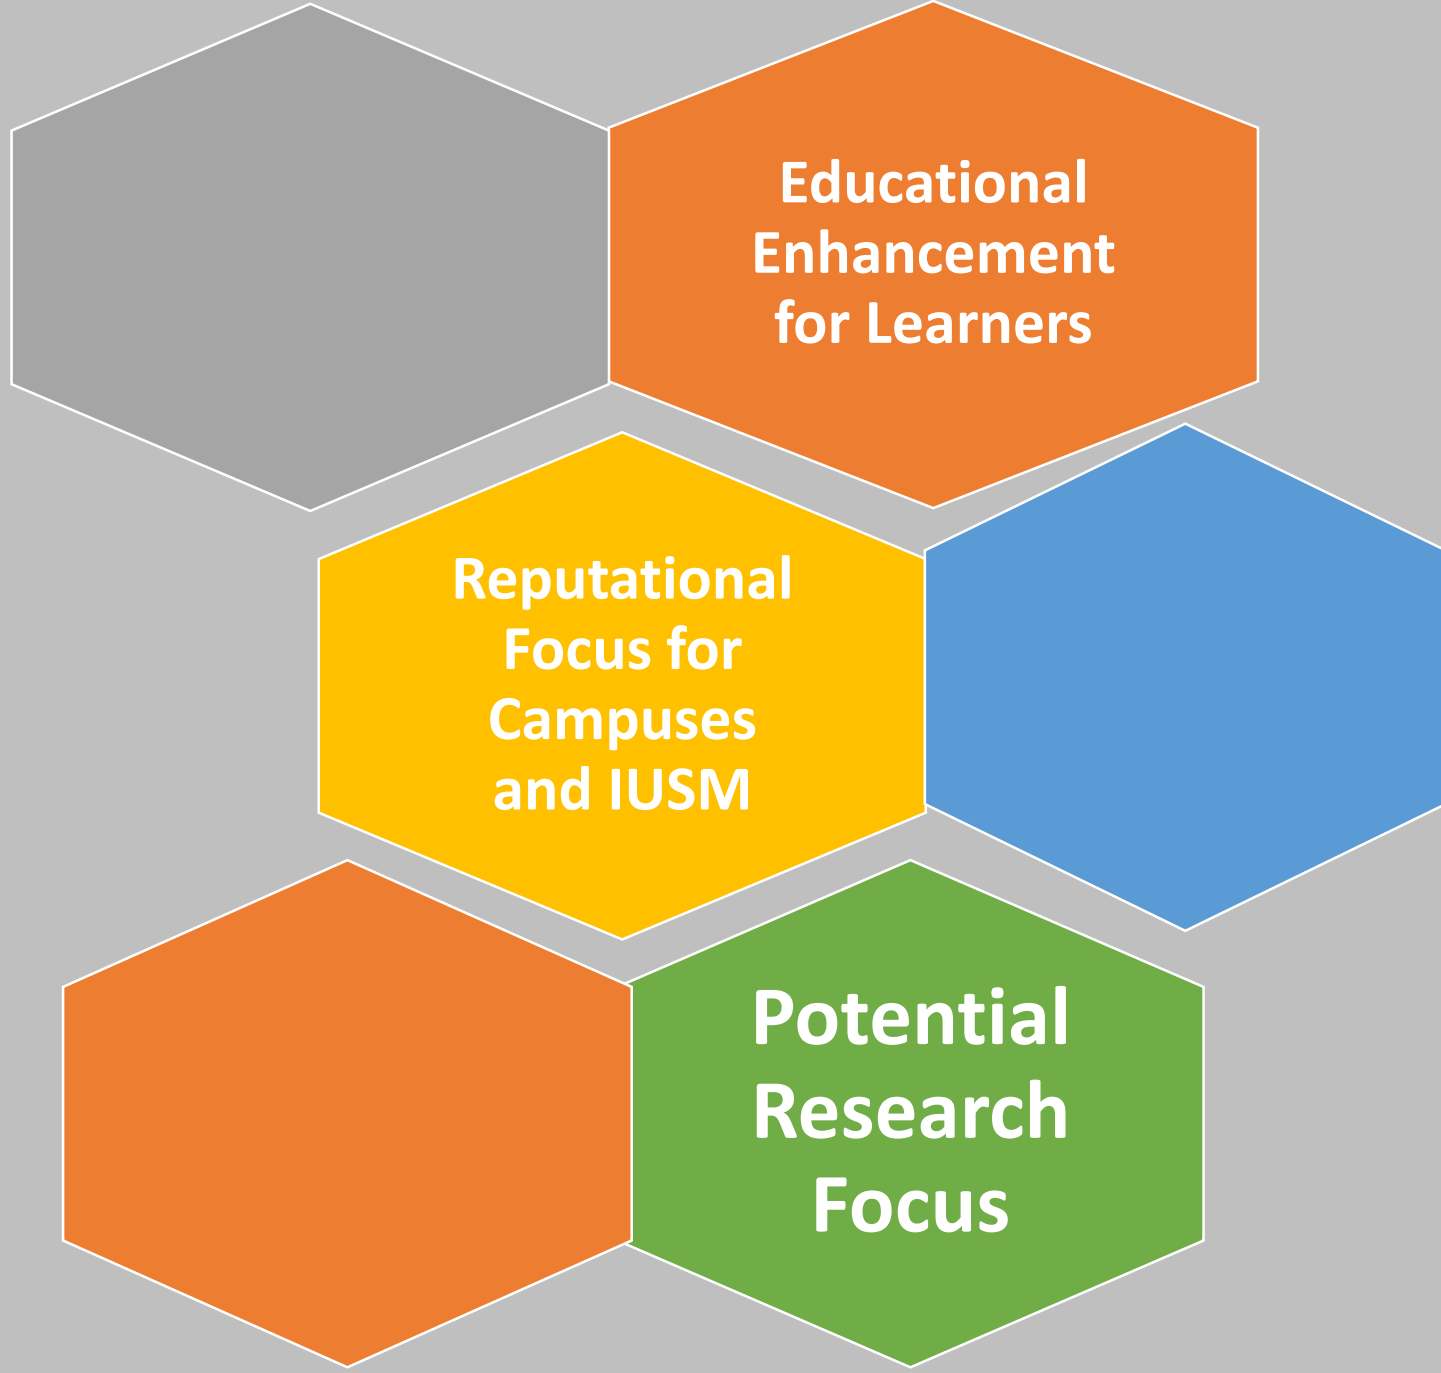 Educational
Enhancement
for Learners
Reputational
Focus for
Campuses
and IUSM
Potential
Research
Focus